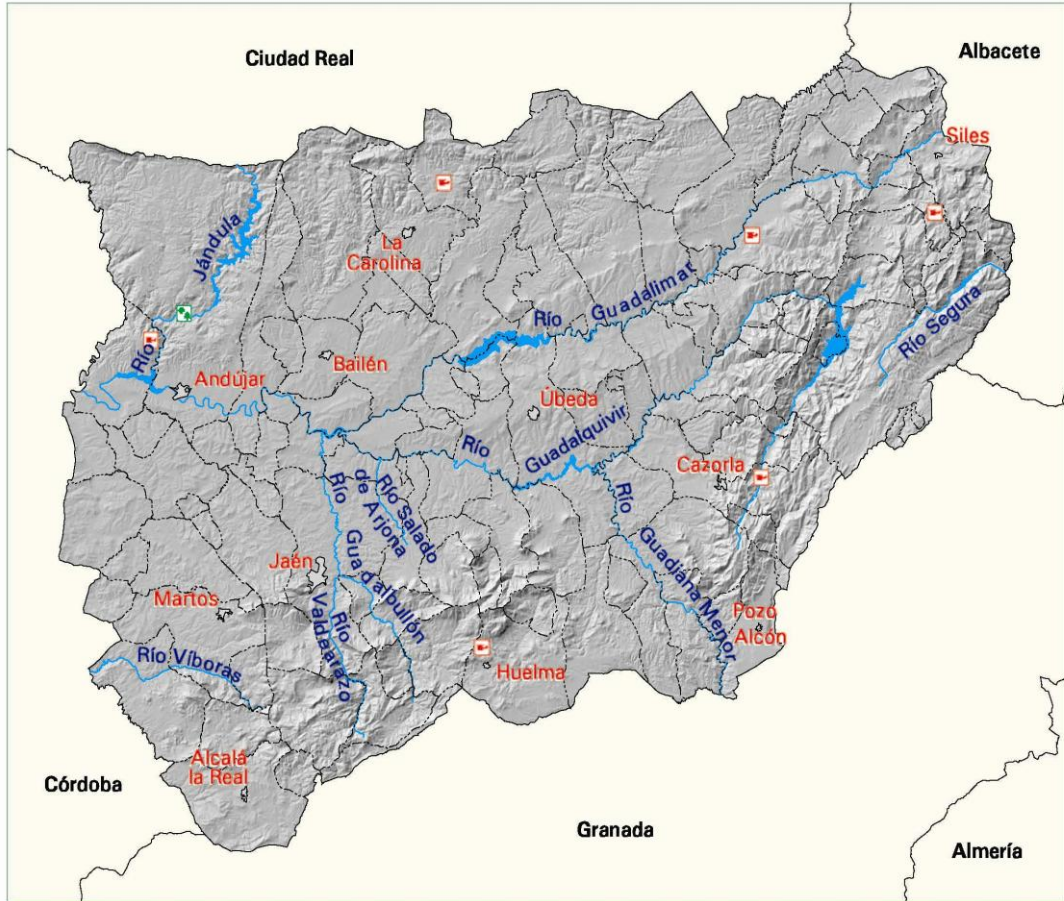 Ciudad Real
Albacete
Siles
Jándula
La
Carolina
Río
Guadalimar
Río Segura
Río
Bailén
Andújar
Úbeda
Río
Guadalquivir
Cazorla
Río
Río Salado
de Arjona
Río
Guadalbullón
Guadiana Menor
Jaén
Martos
Río
Valdearazo
Pozo
Alcón
Río Víboras
Huelma
Alcalá
la Real
Córdoba
Granada
Almería